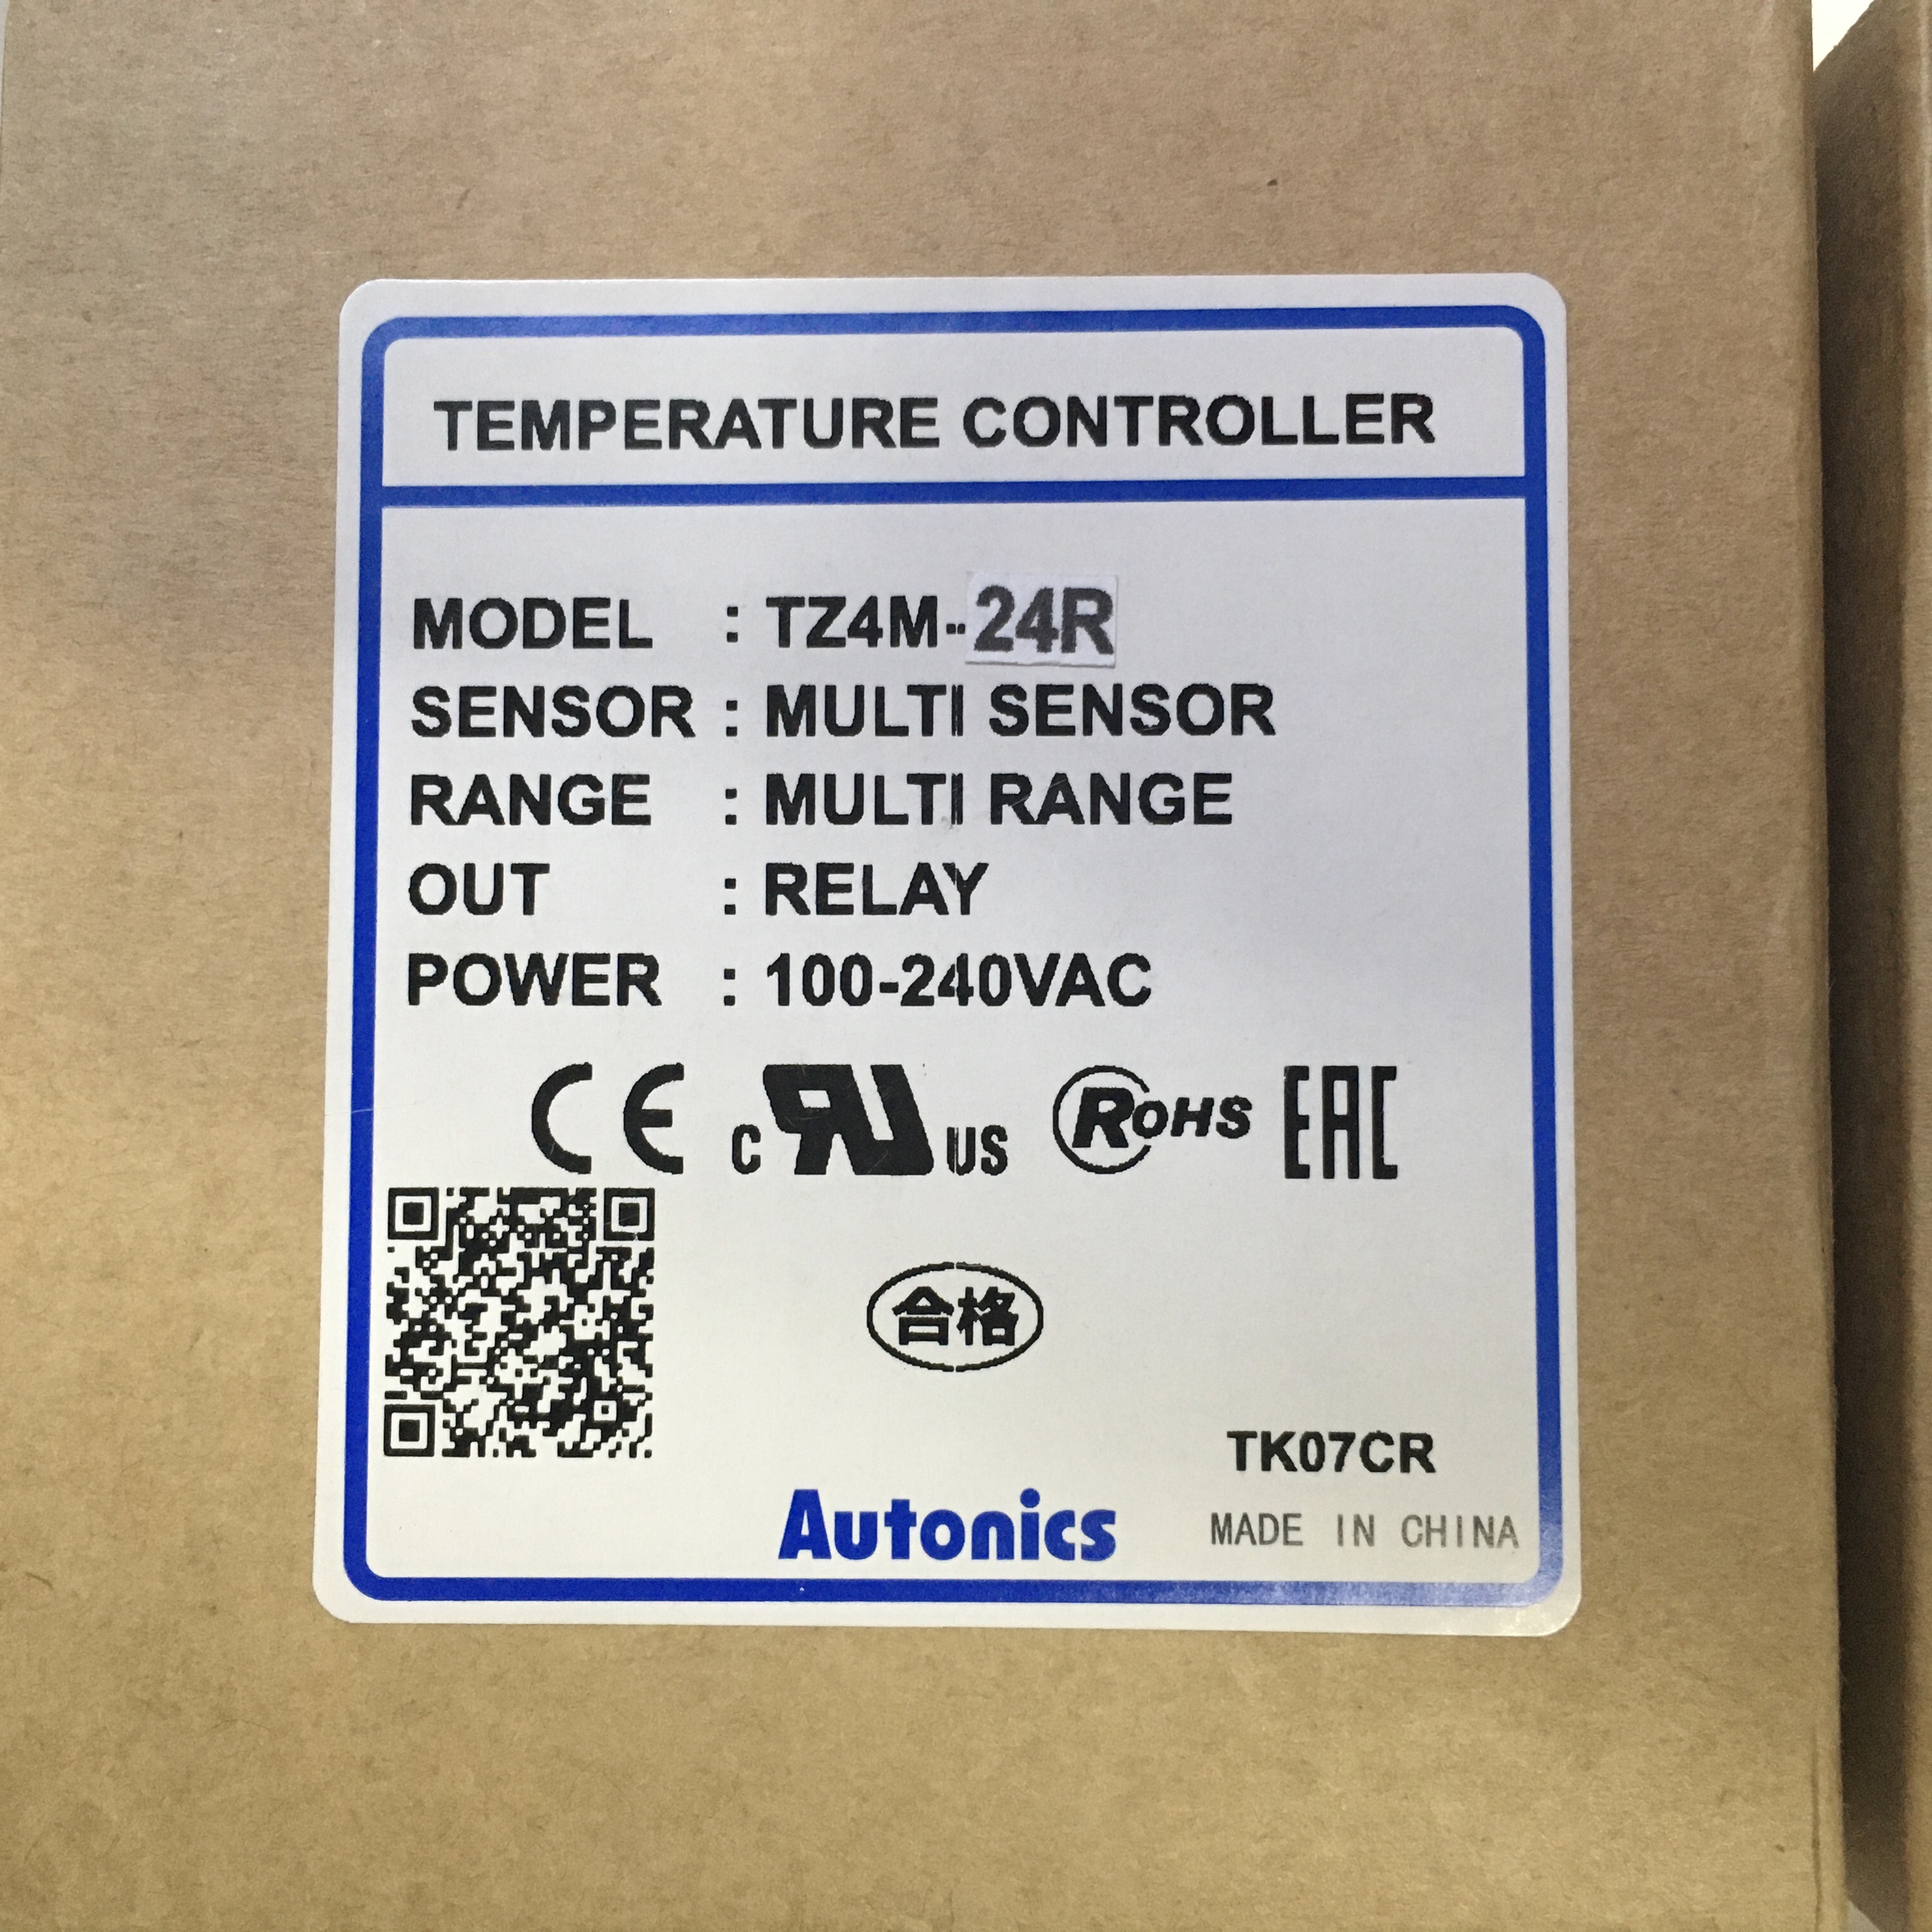 TEMPERATURE CONTROLLER
MODEL : TZ4M-24R
SENSOR : MULTI SENSOR
RANGE : MULTI RANGE
OUT : RELAY
POWER : 100-240VAC
CE c RU US RoHS EAC
合格
TK07CR
Autonics MADE IN CHINA